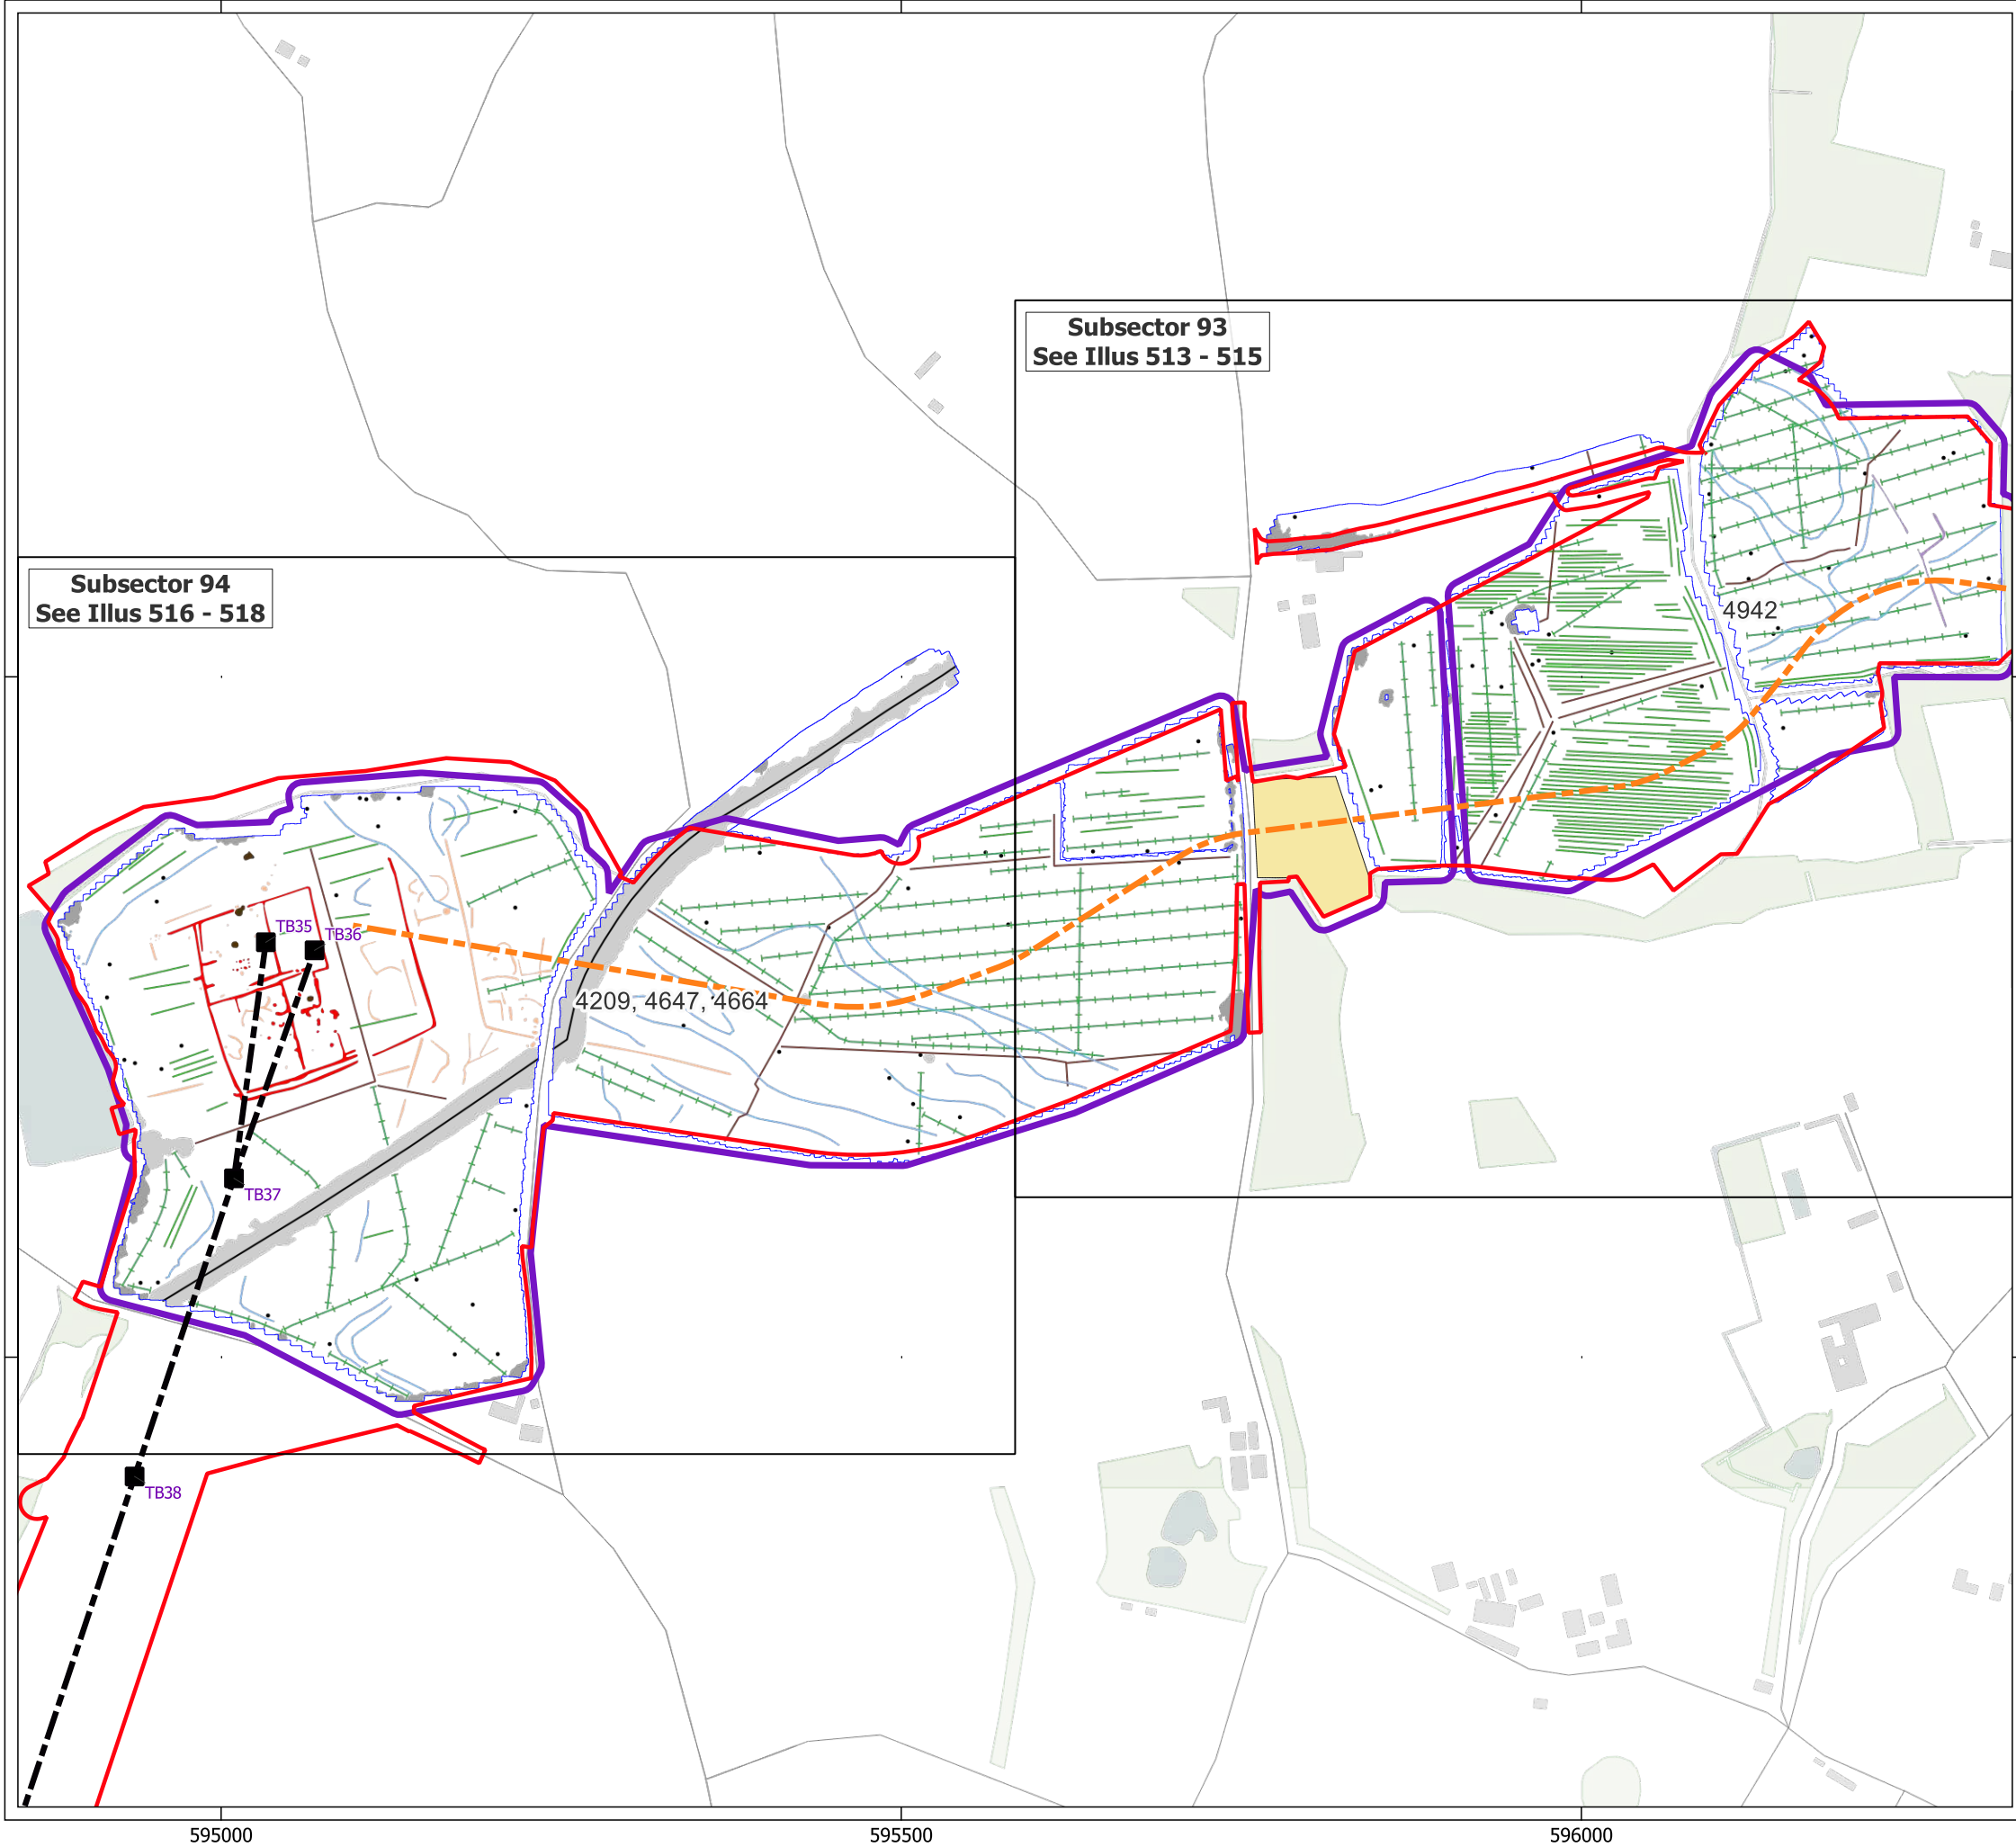 Subsector 93
See Illus 513 - 515
Subsector 94
See Illus 516 - 518
4942
TB35
TB36
4209, 4647, 4664
TB37
TB38
595000
595500
596000